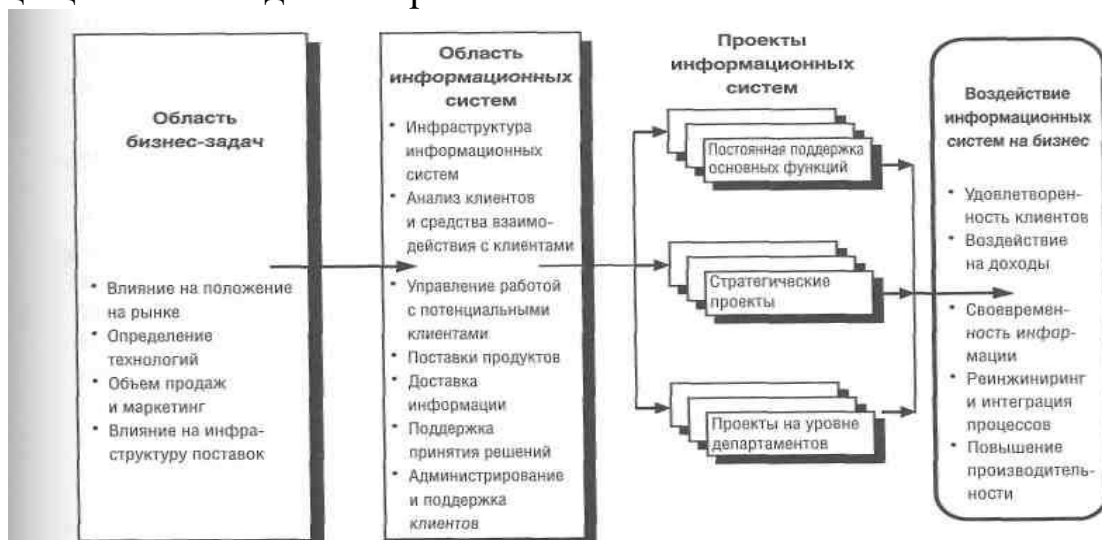 Область
бизнес-задач
• Влияние на положение
на рынке
• Определение
технологий
• Объем продаж
и маркетинг
• Влияние на инфра-
структуру поставок
Область
информационных
систем
• Инфраструктура
информационных
систем
• Анализ клиентов
и средства взаимо-
действия с клиентами
• Управление работой
с потенциальными
клиентами
• Поставки продуктов
• Доставка
информации
• Поддержка
принятия решений
• Администрирование
и поддержка
клиентов
Проекты
информационных
систем
Постоянная поддержка
основных функций
Стратегические
проекты
Проекты на уровне
департаментов
Воздействие
информационных
систем на бизнес
• Удовлетворен-
ность клиентов
• Воздействие
на доходы
• Своевремен-
ность инфор-
мации
• Реинжиниринг
и интеграция
процессов
• Повышение
производитель-
ности